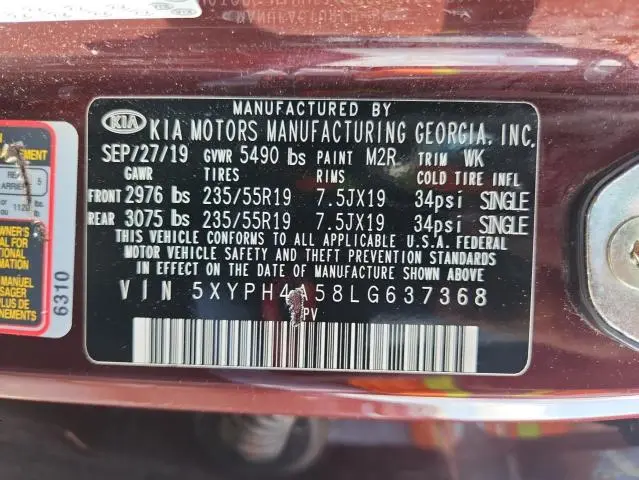 MANUFACTURED BY
KIA KIA MOTORS MANUFACTURING GEORGIA, INC.
SEP/27/19 GVWR 5490 lbs PAINT M2R TRIM WK
GAWR TIRES RIMS COLD TIRE INFL
FRONT 2976 lbs 235/55R19 7.5JX19 34psi SINGLE
REAR 3075 lbs 235/55R19 7.5JX19 34psi SINGLE
THIS VEHICLE CONFORMS TO ALL APPLICABLE U.S.A. FEDERAL
MOTOR VEHICLE SAFETY AND THEFT PREVENTION STANDARDS
IN EFFECT ON THE DATE OF MANUFACTURE SHOWN ABOVE
VIN 5XYPH4A58LG637368
6310